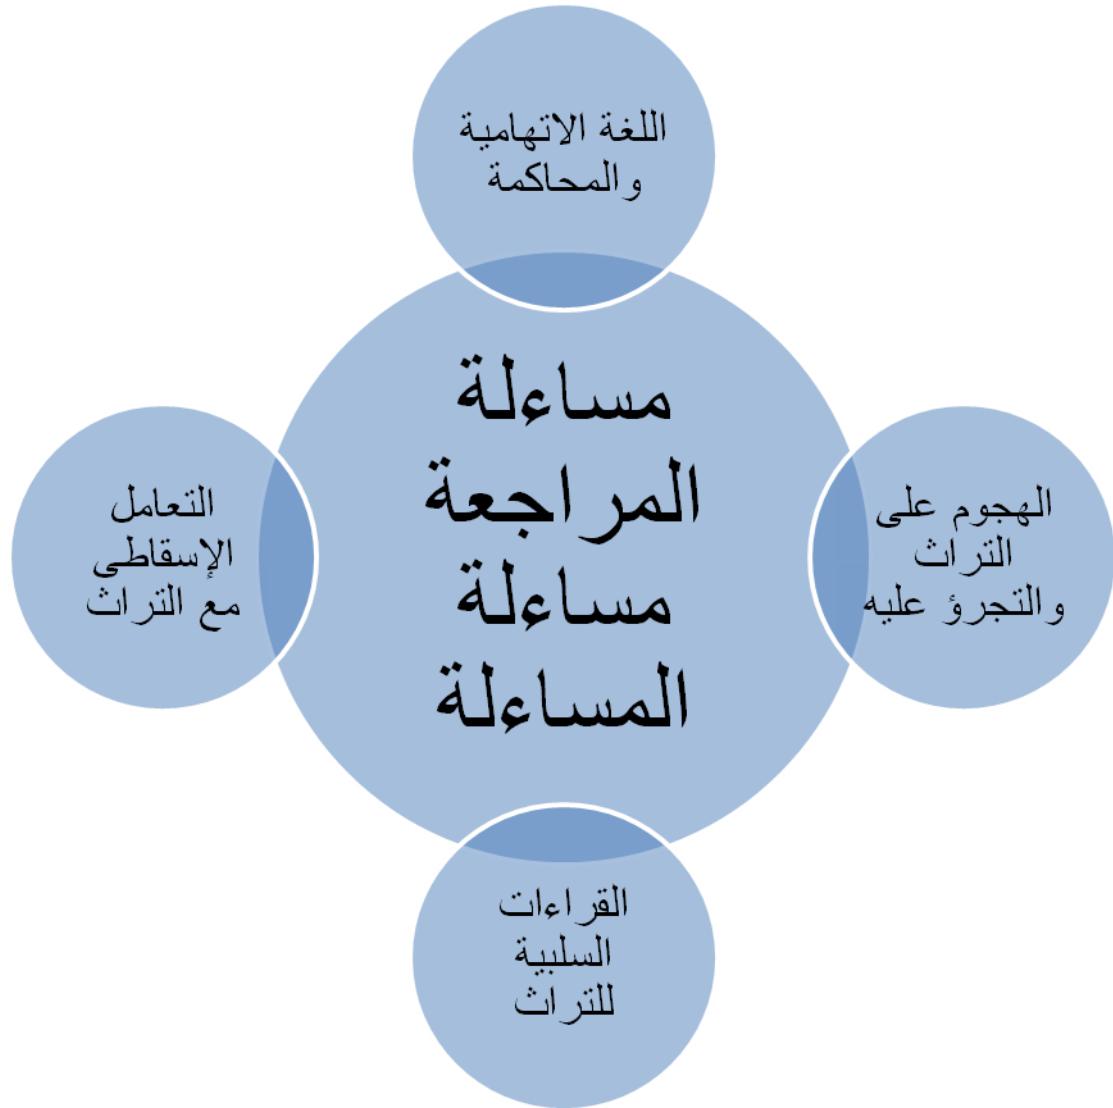 اللغة الاتهامية
والمحاكمة
مساءلة
المراجعة
مساءلة
المساءلة
الهجوم على
التراث
والتجرؤ عليه
القراءات
السلبية
للتراث
التعامل
الإسقاطى
مع التراث